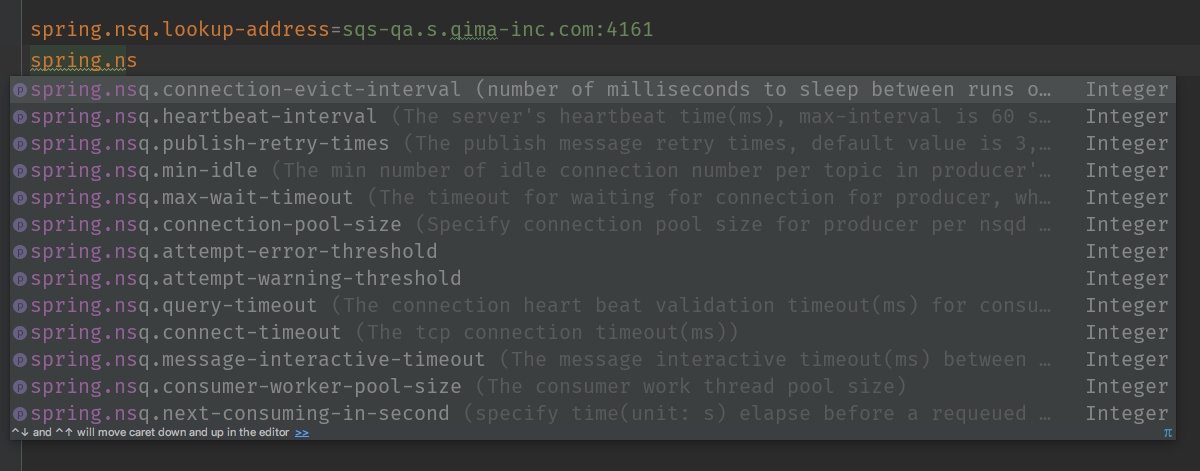 spring.nsq.lookup-address=sqs-qa.s.qima-inc.com:4161
spring.ns
p spring.nsq.connection-evict-interval (number of milliseconds to sleep between runs o… Integer
p spring.nsq.heartbeat-interval (The server's heartbeat time(ms), max-interval is 60 s… Integer
p spring.nsq.publish-retry-times (The publish message retry times, default value is 3,… Integer
p spring.nsq.min-idle (The min number of idle connection number per topic in producer'… Integer
p spring.nsq.max-wait-timeout (The timeout for waiting for connection for producer, wh… Integer
p spring.nsq.connection-pool-size (Specify connection pool size for producer per nsqd … Integer
p spring.nsq.attempt-error-threshold Integer
p spring.nsq.attempt-warning-threshold Integer
p spring.nsq.query-timeout (The connection heart beat validation timeout(ms) for consu… Integer
p spring.nsq.connect-timeout (The tcp connection timeout(ms)) Integer
p spring.nsq.message-interactive-timeout (The message interactive timeout(ms) between … Integer
p spring.nsq.consumer-worker-pool-size (The consumer work thread pool size) Integer
p spring.nsq.next-consuming-in-second (specify time(unit: s) elapse before a requeued … Integer
^↓ and ^↑ will move caret down and up in the editor >> π